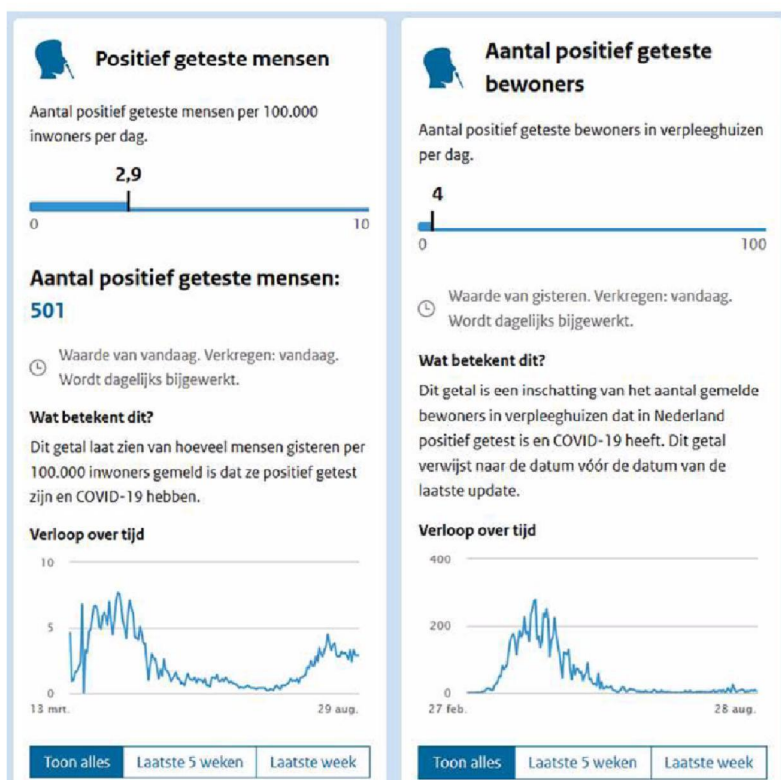 Positief geteste mensen
Aantal positief geteste mensen per 100.000
inwoners per dag.
2,9
0
10
Aantal positief geteste mensen:
501
Waarde van vandaag. Verkregen: vandaag.
Wordt dagelijks bijgewerkt.
Wat betekent dit?
Dit getal laat zien van hoeveel mensen gisteren per
100.000 inwoners gemeld is dat ze positief getest
zijn en COVID-19 hebben.
Verloop over tijd
10
5
0
13 mrt.
29 aug.
Toon alles
Laatste 5 weken
Laatste week
Aantal positief geteste
bewoners
Aantal positief geteste bewoners in verpleeghuizen
per dag.
4
0
100
Waarde van gisteren. Verkregen: vandaag.
Wordt dagelijks bijgewerkt.
Wat betekent dit?
Dit getal is een inschatting van het aantal gemelde
bewoners in verpleeghuizen dat in Nederland
positief getest is en COVID-19 heeft. Dit getal
verwijst naar de datum vóór de datum van de
laatste update.
Verloop over tijd
400
200
0
27 feb.
28 aug.
Toon alles
Laatste 5 weken
Laatste week